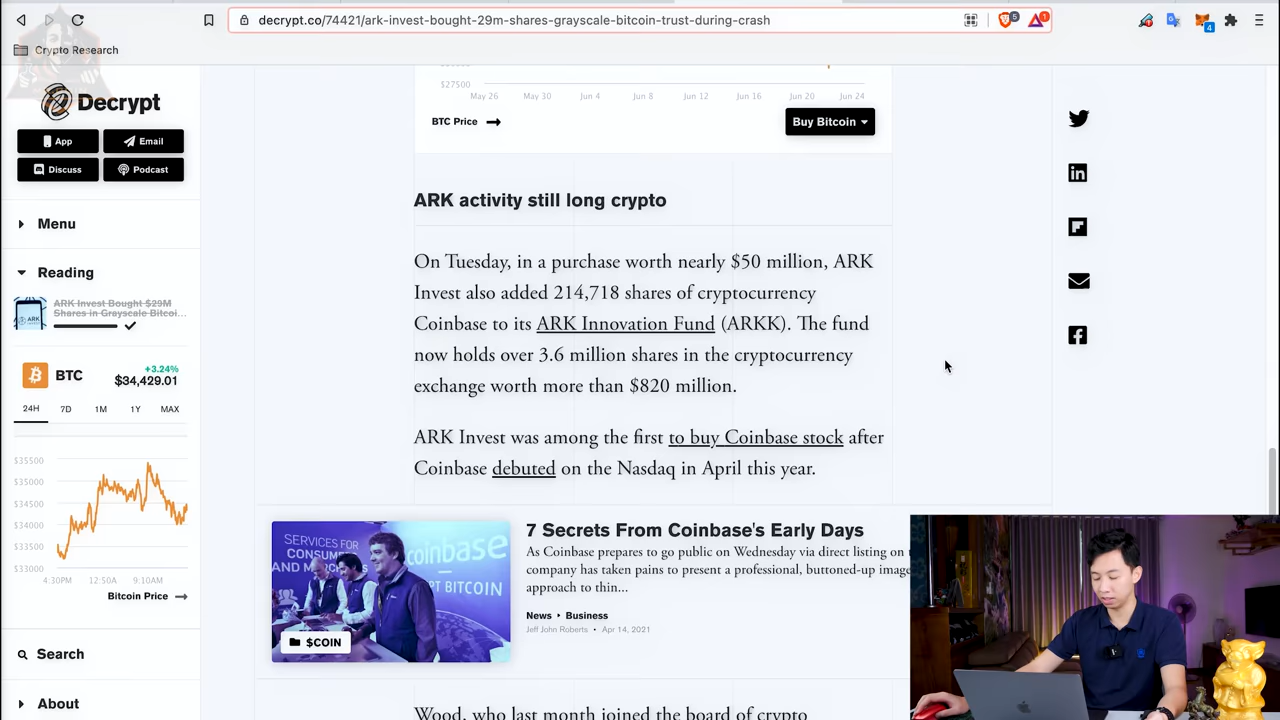 decrypt.co/74421/ark-invest-bought-29m-shares-grayscale-bitcoin-trust-during-crash
5
1
4
Crypto Research
Decrypt
App
Email
Discuss
Podcast
Menu
Reading
ARK Invest Bought $29M
Shares in Grayscale Bitcoi...
BTC
+3.24%
$34,429.01
24H 7D 1M 1Y MAX
$35500
$35000
$34500
$34000
$33500
$33000
4:30PM 12:50A 9:10AM
Bitcoin Price
Search
About
$27500
May 26 May 30 Jun 4 Jun 8 Jun 12 Jun 16 Jun 20 Jun 24
BTC Price
Buy Bitcoin
ARK activity still long crypto
On Tuesday, in a purchase worth nearly $50 million, ARK
Invest also added 214,718 shares of cryptocurrency
Coinbase to its ARK Innovation Fund (ARKK). The fund
now holds over 3.6 million shares in the cryptocurrency
exchange worth more than $820 million.
ARK Invest was among the first to buy Coinbase stock after
Coinbase debuted on the Nasdaq in April this year.
SERVICES FOR
coinbase
$COIN
7 Secrets From Coinbase's Early Days
As Coinbase prepares to go public on Wednesday via direct listing on
company has taken pains to present a professional, buttoned-up image
approach to thin...
News ‣ Business
Jeff John Roberts • Apr 14, 2021
Wood, who last month joined the board of crypto